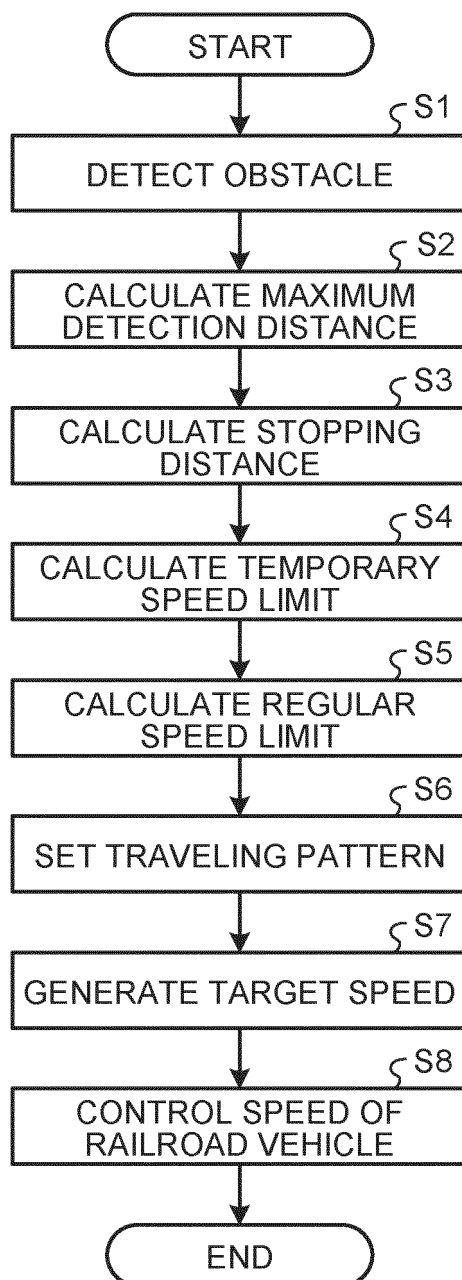 START
S1
DETECT OBSTACLE
S2
CALCULATE MAXIMUM
DETECTION DISTANCE
S3
CALCULATE STOPPING
DISTANCE
S4
CALCULATE TEMPORARY
SPEED LIMIT
S5
CALCULATE REGULAR
SPEED LIMIT
S6
SET TRAVELING PATTERN
S7
GENERATE TARGET SPEED
S8
CONTROL SPEED OF
RAILROAD VEHICLE
END